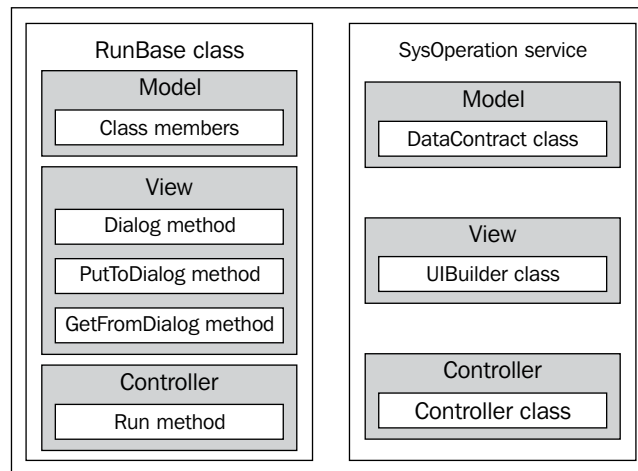 RunBase class
Model
Class members
View
Dialog method
PutToDialog method
GetFromDialog method
Controller
Run method
SysOperation service
Model
DataContract class
View
UIBuilder class
Controller
Controller class